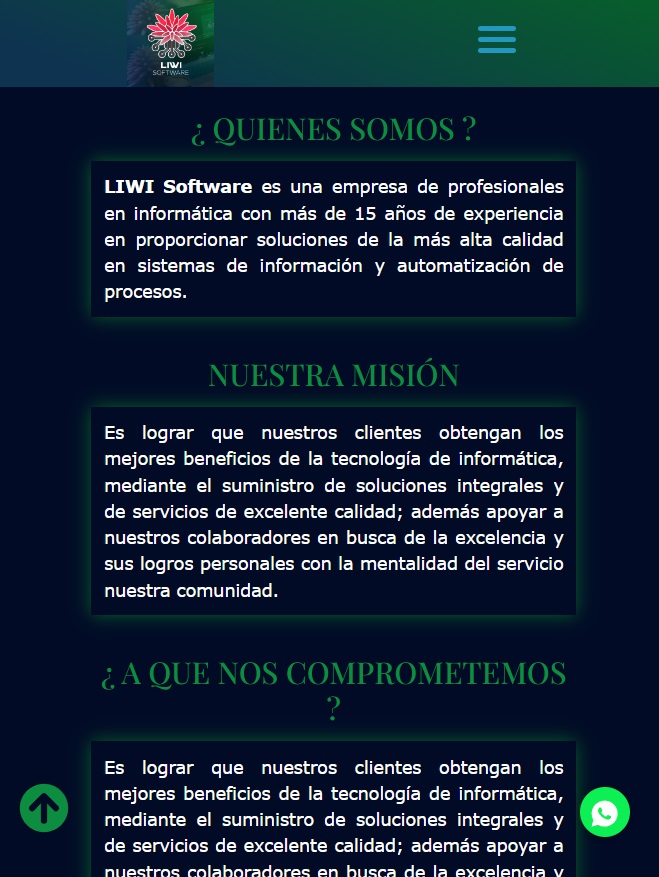 LIWI
SOFTWARE
¿ QUIENES SOMOS ?
LIWI Software es una empresa de profesionales
en informática con más de 15 años de experiencia
en proporcionar soluciones de la más alta calidad
en sistemas de información y automatización de
procesos.
NUESTRA MISIÓN
Es lograr que nuestros clientes obtengan los
mejores beneficios de la tecnología de informática,
mediante el suministro de soluciones integrales y
de servicios de excelente calidad; además apoyar a
nuestros colaboradores en busca de la excelencia y
sus logros personales con la mentalidad del servicio
nuestra comunidad.
¿ A QUE NOS COMPROMETEMOS
?
Es lograr que nuestros clientes obtengan los
mejores beneficios de la tecnología de informática,
mediante el suministro de soluciones integrales y
de servicios de excelente calidad; además apoyar a
nuestros colaboradores en busca de la excelencia y